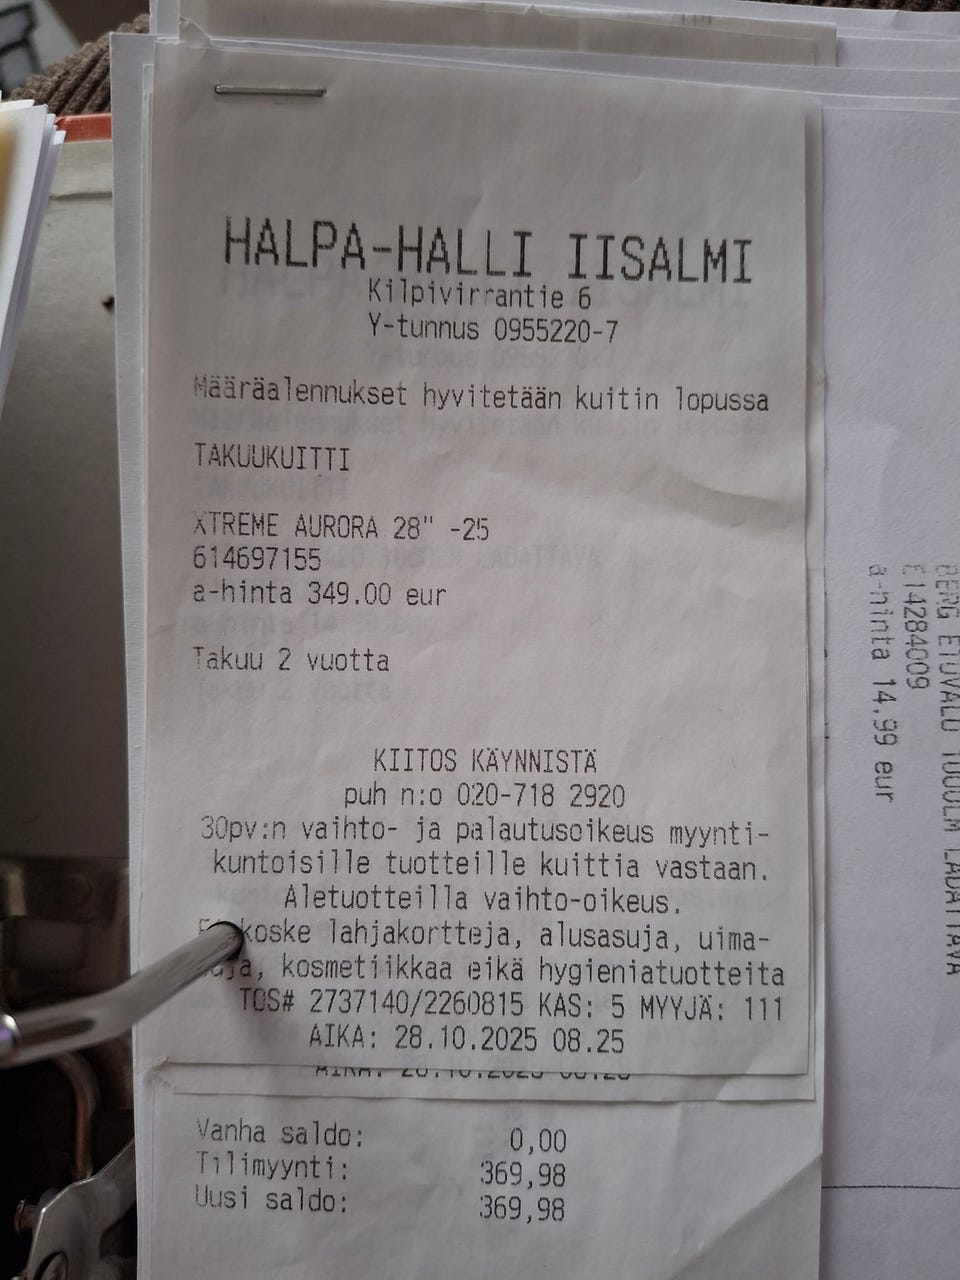 HALPA-HALLI IISALMI
Kilpivirrantie 6
Y-tunnus 0955220-7
Määräalennukset hyvitetään kuitin lopussa
TAKUUKUITTI
XTREME AURORA 28" -25
614697155
a-hinta 349.00 eur
Takuu 2 vuotta
KIITOS KÄYNNISTÄ
puh n:o 020-718 2920
30pv:n vaihto- ja palautusoikeus myynti-
kuntoisille tuotteille kuittia vastaan.
Aletuotteilla vaihto-oikeus.
koske lahjakortteja, alusasuja, uima-
kosmetiikkaa eikä hygieniatuotteita
TOS# 2737140/2260815 KAS: 5 MYYJÄ: 111
AIKA: 28.10.2025 08.25
Vanha saldo: 0,00
Tilimyynti: 369,98
Uusi saldo: 369,98
BERG ETUVALO 1000LM LADATTAVA
614284009
a-hinta 14.99 eur